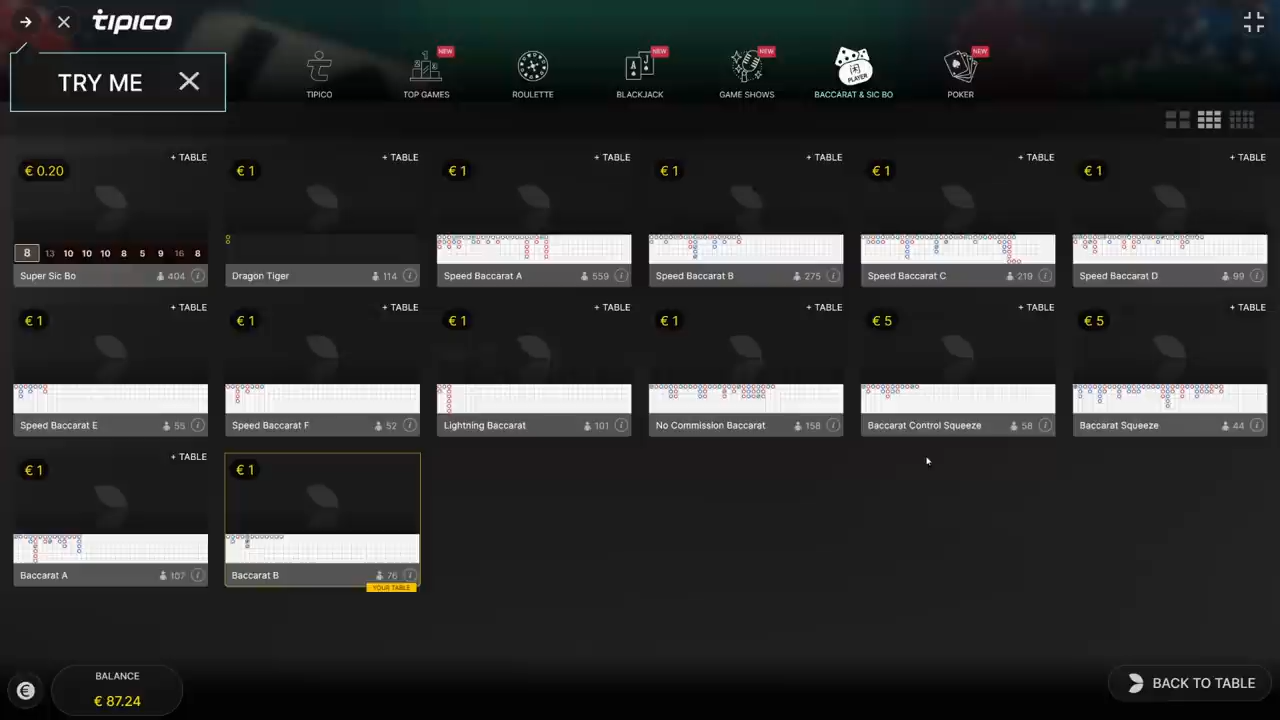 tipico
TRY ME
TIPICO
NEW
TOP GAMES
ROULETTE
NEW
BLACKJACK
NEW
GAME SHOWS
PLAYER
BACCARAT & SIC BO
NEW
POKER
€ 0.20 + TABLE
€ 1 + TABLE
€ 1 + TABLE
€ 1 + TABLE
€ 1 + TABLE
€ 1 + TABLE
8 13 10 10 10 8 5 9 16 8
Super Sic Bo 404
Dragon Tiger 114
Speed Baccarat A 559
Speed Baccarat B 275
Speed Baccarat C 219
Speed Baccarat D 99
€ 1 + TABLE
€ 1 + TABLE
€ 1 + TABLE
€ 1 + TABLE
€ 5 + TABLE
€ 5 + TABLE
Speed Baccarat E 55
Speed Baccarat F 52
Lightning Baccarat 101
No Commission Baccarat 158
Baccarat Control Squeeze 58
Baccarat Squeeze 44
€ 1 + TABLE
€ 1
Baccarat A 107
Baccarat B 76
YOUR TABLE
BALANCE
€ 87.24
BACK TO TABLE